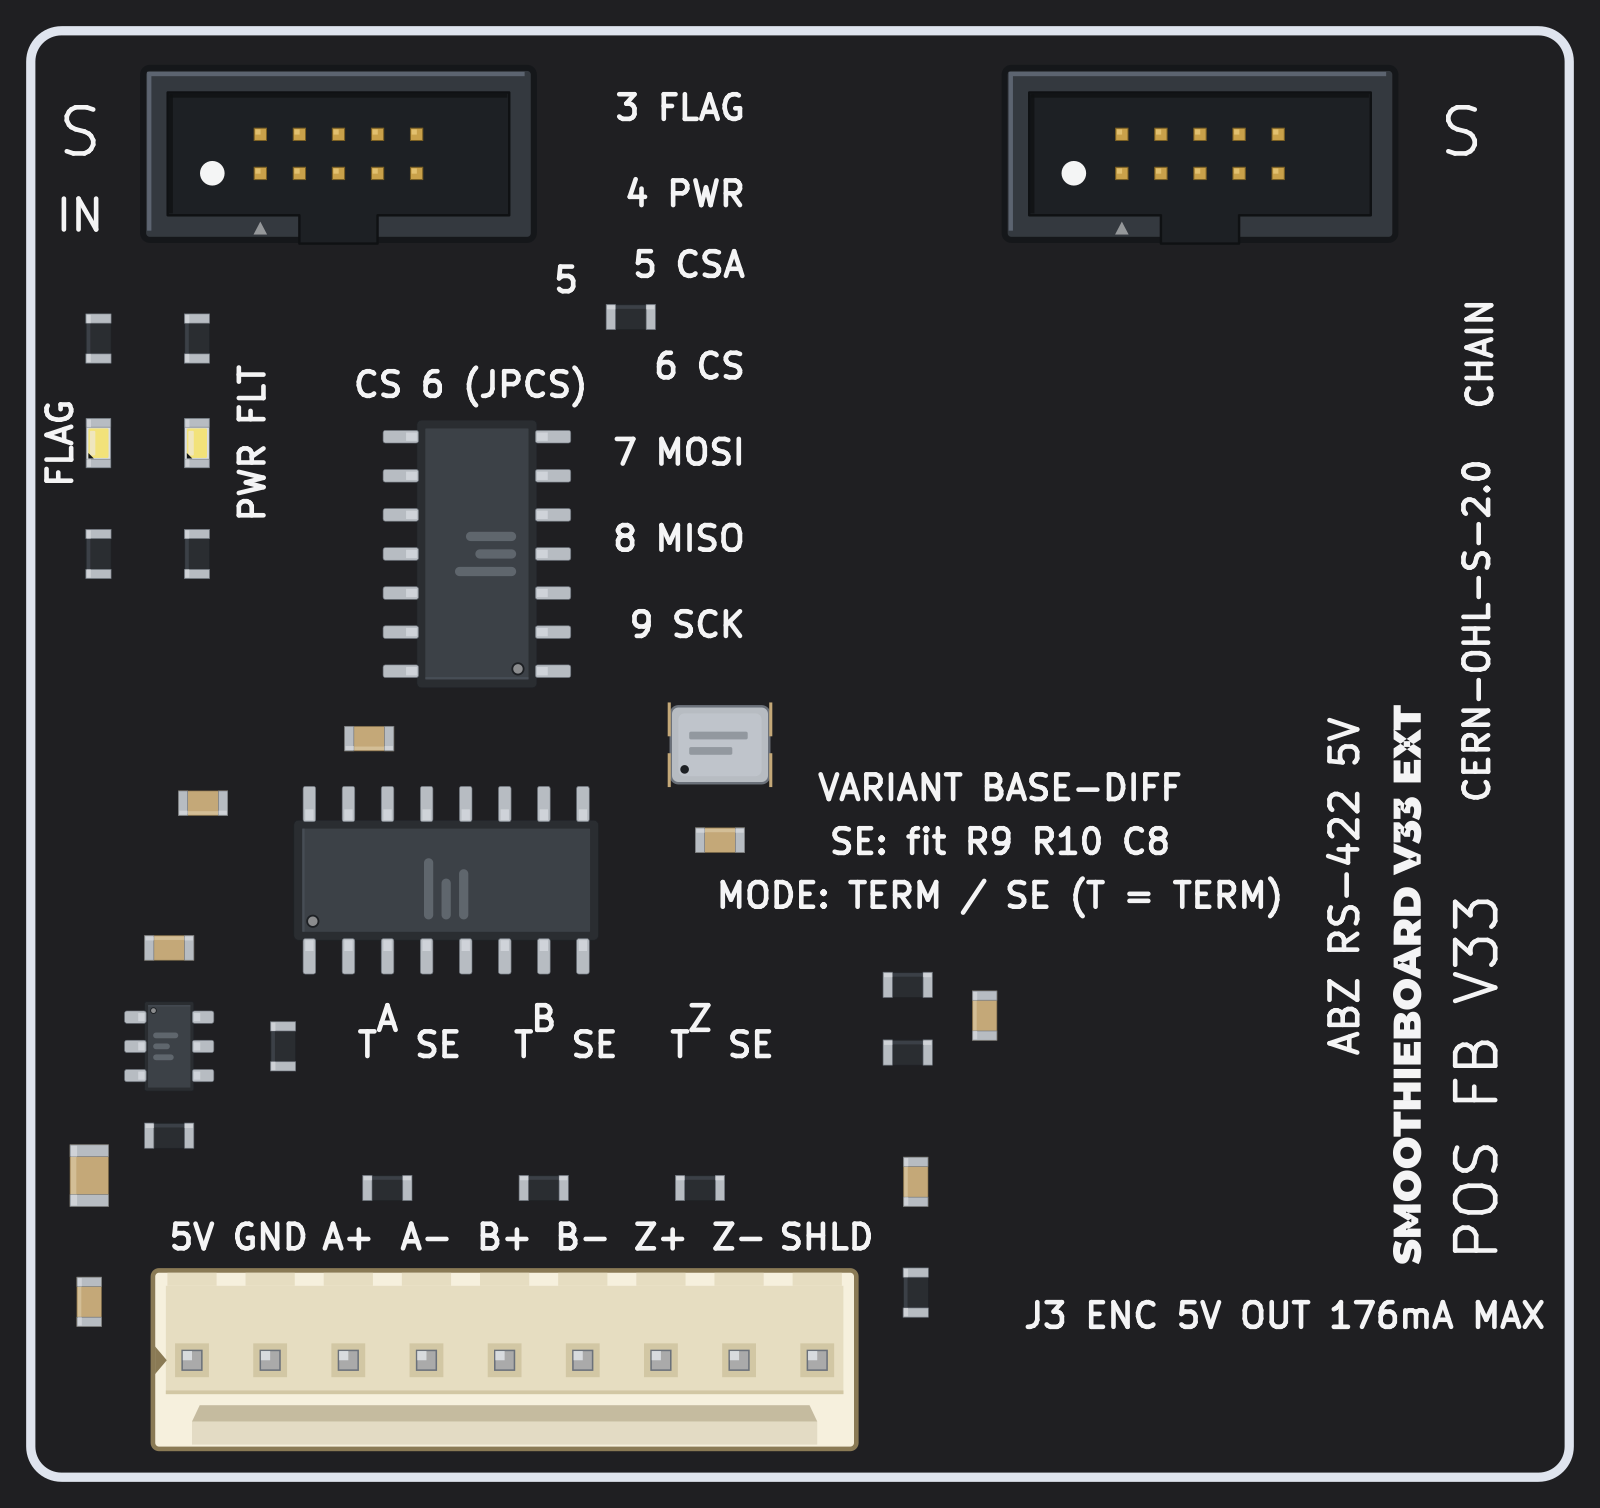 S
S
IN
3 FLAG
4 PWR
5 CSA
5
6 CS
CS 6 (JPCS)
7 MOSI
8 MISO
9 SCK
FLAG
PWR FLT
CHAIN
CERN-OHL-S-2.0
VARIANT BASE-DIFF
SE: fit R9 R10 C8
MODE: TERM / SE (T = TERM)
ABZ RS-422 5V
SMOOTHIEBOARD V33 EXT
POS FB V33
A
B
Z
T SE
T SE
T SE
5V GND A+ A- B+ B- Z+ Z- SHLD
J3 ENC 5V OUT 176mA MAX